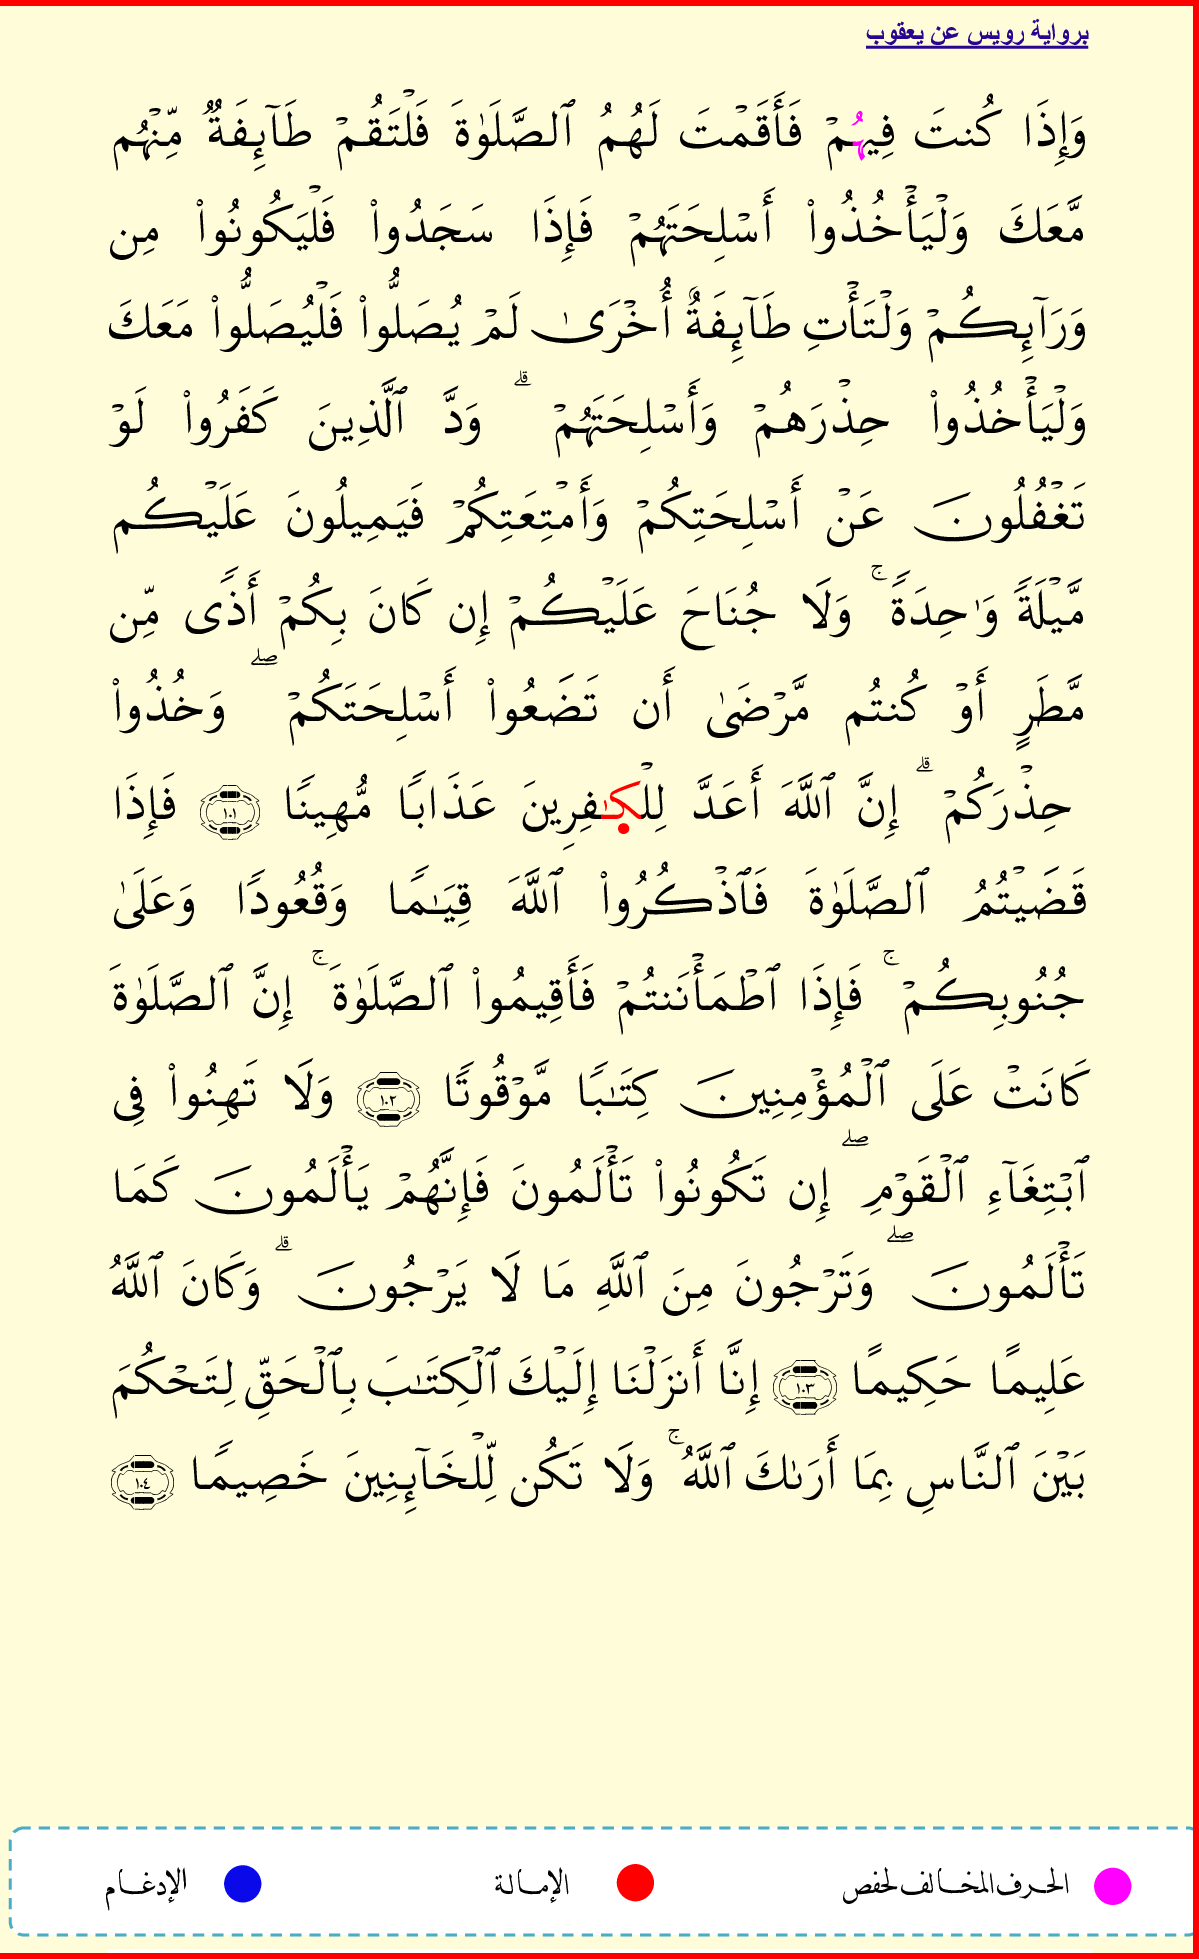 برواية رويس عن يعقوب
وَإِذَا كُنتَ فِيهُمۡ فَأَقَمۡتَ لَهُمُ ٱلصَّلَوٰةَ فَلۡتَقُمۡ طَآئِفَةٞ مِّنۡهُم
مَّعَكَ وَلۡيَأۡخُذُوٓاْ أَسۡلِحَتَهُمۡ فَإِذَا سَجَدُواْ فَلۡيَكُونُواْ مِن
وَرَآئِكُمۡ وَلۡتَأۡتِ طَآئِفَةٌ أُخۡرَىٰ لَمۡ يُصَلُّواْ فَلۡيُصَلُّواْ مَعَكَ
وَلۡيَأۡخُذُواْ حِذۡرَهُمۡ وَأَسۡلِحَتَهُمۡۗ وَدَّ ٱلَّذِينَ كَفَرُواْ لَوۡ
تَغۡفُلُونَ عَنۡ أَسۡلِحَتِكُمۡ وَأَمۡتِعَتِكُمۡ فَيَمِيلُونَ عَلَيۡكُم
مَّيۡلَةٗ وَٰحِدَةٗۚ وَلَا جُنَاحَ عَلَيۡكُمۡ إِن كَانَ بِكُمۡ أَذٗى مِّن
مَّطَرٍ أَوۡ كُنتُم مَّرۡضَىٰ أَن تَضَعُواْ أَسۡلِحَتَكُمۡۖ وَخُذُواْ
حِذۡرَكُمۡۗ إِنَّ ٱللَّهَ أَعَدَّ لِلۡكَٰفِرِينَ عَذَابٗا مُّهِينٗا ١٠١ فَإِذَا
قَضَيۡتُمُ ٱلصَّلَوٰةَ فَٱذۡكُرُواْ ٱللَّهَ قِيَٰمٗا وَقُعُودٗا وَعَلَىٰ
جُنُوبِكُمۡۚ فَإِذَا ٱطۡمَأۡنَنتُمۡ فَأَقِيمُواْ ٱلصَّلَوٰةَۚ إِنَّ ٱلصَّلَوٰةَ
كَانَتۡ عَلَى ٱلۡمُؤۡمِنِينَ كِتَٰبٗا مَّوۡقُوتٗا ١٠٢ وَلَا تَهِنُواْ فِي
ٱبۡتِغَآءِ ٱلۡقَوۡمِۖ إِن تَكُونُواْ تَأۡلَمُونَ فَإِنَّهُمۡ يَأۡلَمُونَ كَمَا
تَأۡلَمُونَۖ وَتَرۡجُونَ مِنَ ٱللَّهِ مَا لَا يَرۡجُونَۗ وَكَانَ ٱللَّهُ
عَلِيمًا حَكِيمًا ١٠٣ إِنَّا أَنزَلۡنَا إِلَيۡكَ ٱلۡكِتَٰبَ بِٱلۡحَقِّ لِتَحۡكُمَ
بَيۡنَ ٱلنَّاسِ بِمَا أَرَىٰكَ ٱللَّهُۚ وَلَا تَكُن لِّلۡخَآئِنِينَ خَصِيمٗا ١٠٤
الحرف المخالف لحفص الإمالة الإدغام